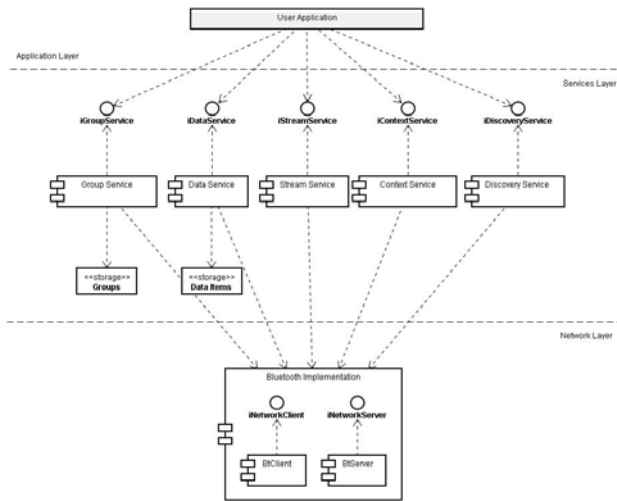 User Application
Application Layer
Services Layer
iGroupService
iDataService
iStreamService
iContextService
iDiscoveryService
Group Service
Data Service
Stream Service
Context Service
Discovery Service
<<storage>>
Groups
<<storage>>
Data Items
Network Layer
Bluetooth Implementation
iNetworkClient
iNetworkServer
BtClient
BtServer